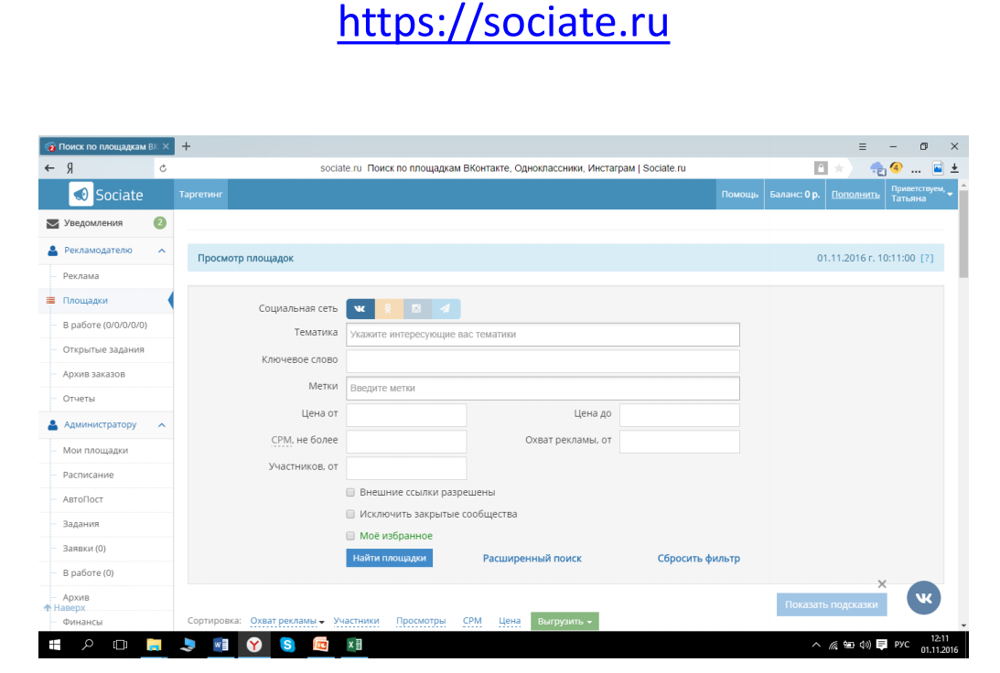 https://sociate.ru
Поиск по площадкам ВК
Я sociate.ru Поиск по площадкам ВКонтакте, Одноклассники, Инстаграм | Sociate.ru 4 2
Sociate Таргетинг Помощь Баланс: 0 р. Пополнить Приветствуем,
Татьяна
Уведомления 2
Рекламодателю
Реклама
Площадки
В работе (0/0/0/0/0)
Открытые задания
Архив заказов
Отчеты
Администратору
Мои площадки
Расписание
АвтоПост
Задания
Заявки (0)
В работе (0)
Архив
Наверх
Финансы
Просмотр площадок 01.11.2016 г. 10:11:00 [?]
Социальная сеть
Тематика Укажите интересующие вас тематики
Ключевое слово
Метки Введите метки
Цена от Цена до
CPM, не более Охват рекламы, от
Участников, от
Внешние ссылки разрешены
Исключить закрытые сообщества
Моё избранное
Найти площадки Расширенный поиск Сбросить фильтр
Показать подсказки
Сортировка: Охват рекламы Участники Просмотры CPM Цена Выгрузить
РУС 12:11
01.11.2016